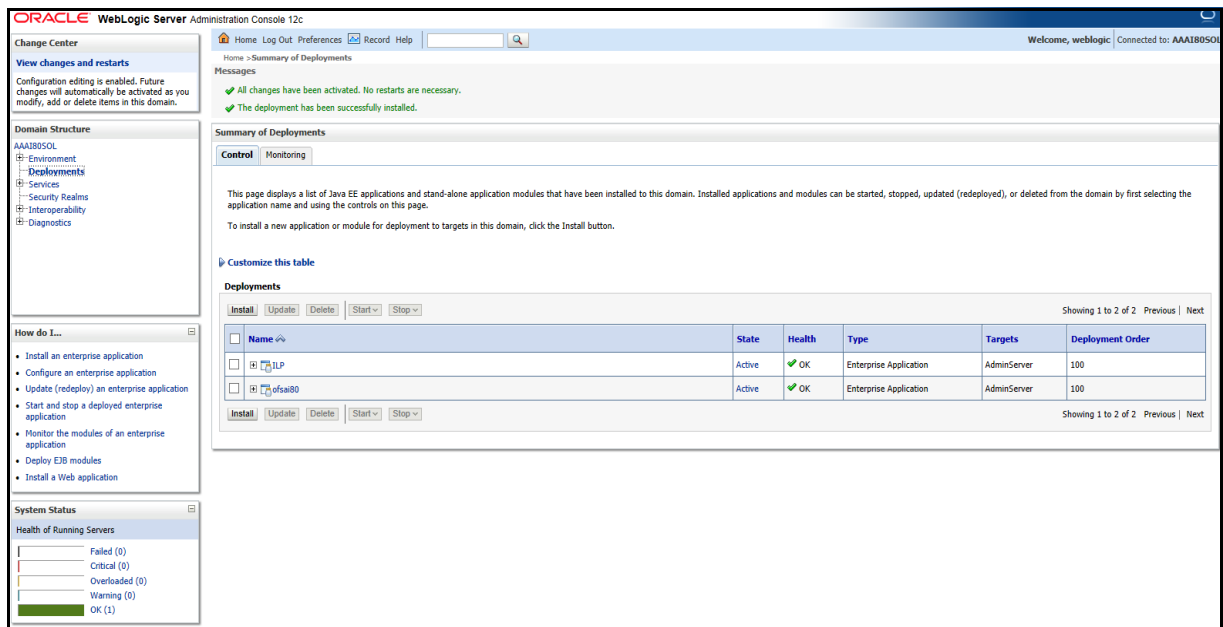 ORACLE WebLogic Server Administration Console 12c
Change Center
View changes and restarts
Configuration editing is enabled. Future
changes will automatically be activated as you
modify, add or delete items in this domain.
Domain Structure
AAAI80SOL
Environment
Deployments
Services
Security Realms
Interoperability
Diagnostics
How do I...
Install an enterprise application
Configure an enterprise application
Update (redeploy) an enterprise application
Start and stop a deployed enterprise
application
Monitor the modules of an enterprise
application
Deploy EJB modules
Install a Web application
System Status
Health of Running Servers
Failed (0)
Critical (0)
Overloaded (0)
Warning (0)
OK (1)
Home Log Out Preferences Record Help
Welcome, weblogic Connected to: AAAI80SOL
Home >Summary of Deployments
Messages
All changes have been activated. No restarts are necessary.
The deployment has been successfully installed.
Summary of Deployments
Control Monitoring
This page displays a list of Java EE applications and stand-alone application modules that have been installed to this domain. Installed applications and modules can be started, stopped, updated (redeployed), or deleted from the domain by first selecting the
application name and using the controls on this page.
To install a new application or module for deployment to targets in this domain, click the Install button.
Customize this table
Deployments
Install Update Delete Start Stop Showing 1 to 2 of 2 Previous | Next
Name State Health Type Targets Deployment Order
ILP Active OK Enterprise Application AdminServer 100
ofsai80 Active OK Enterprise Application AdminServer 100
Install Update Delete Start Stop Showing 1 to 2 of 2 Previous | Next